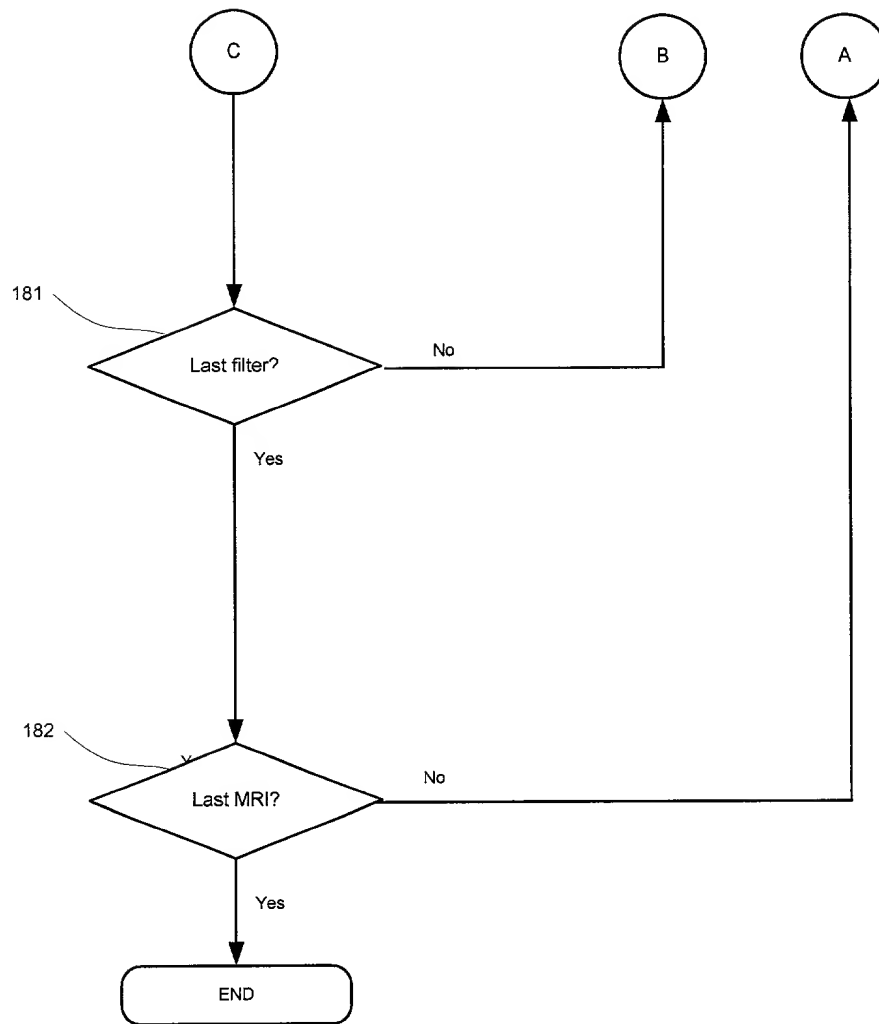 C
B
A
181
Last filter?
No
Yes
182
Last MRI?
No
Yes
END